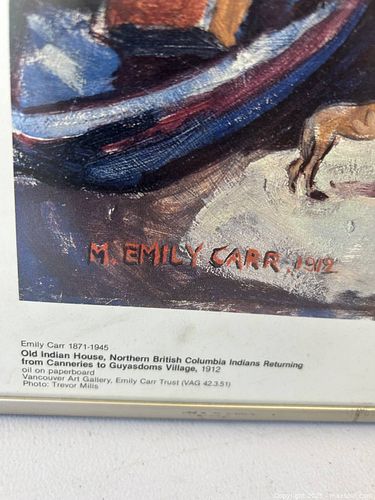 M. EMILY CARR, 1912
Emily Carr 1871-1945
Old Indian House, Northern British Columbia Indians Returning
from Canneries to Guyasdoms Village, 1912
oil on paperboard
Vancouver Art Gallery, Emily Carr Trust (VAG 42.3.51)
Photo: Trevor Mills